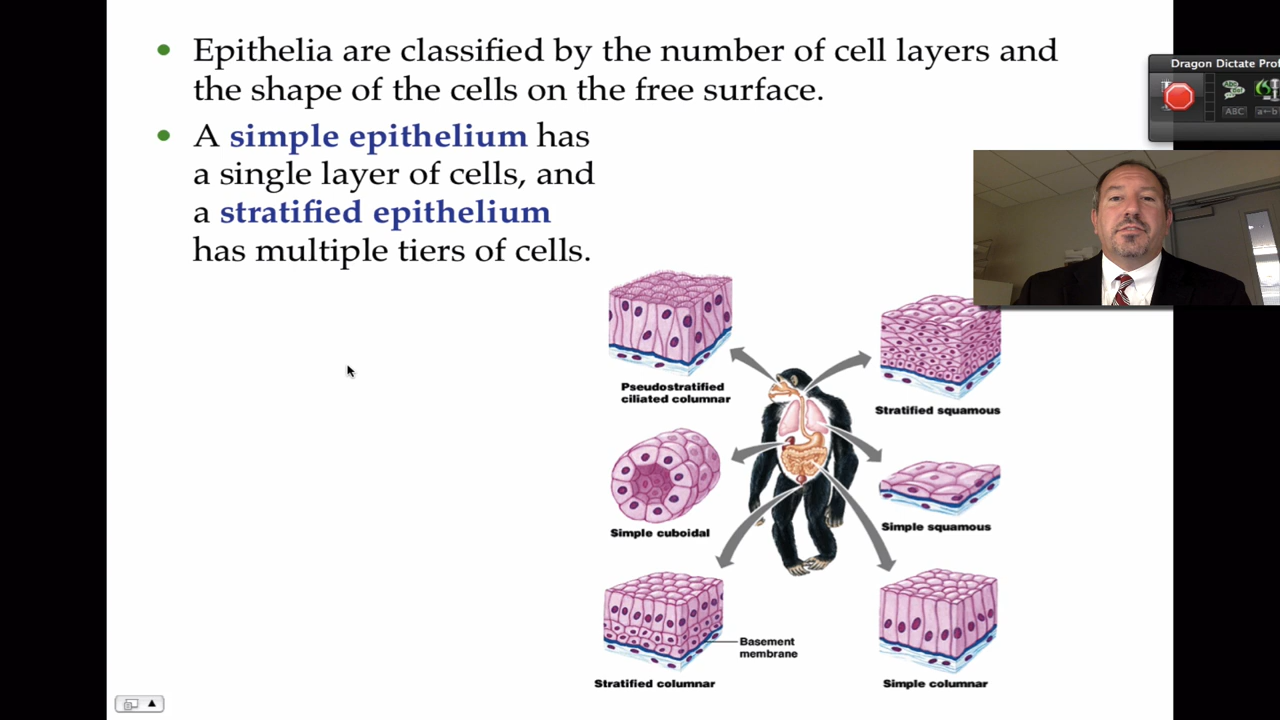 • Epithelia are classified by the number of cell layers and
the shape of the cells on the free surface.
• A simple epithelium has
a single layer of cells, and
a stratified epithelium
has multiple tiers of cells.
Dragon Dictate Prof
ABC
Pseudostratified
ciliated columnar
Stratified squamous
Simple cuboidal
Simple squamous
Basement
membrane
Stratified columnar
Simple columnar